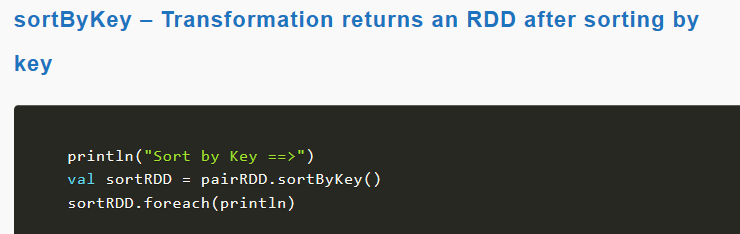 sortByKey – Transformation returns an RDD after sorting by
key
println("Sort by Key ==>")
val sortRDD = pairRDD.sortByKey()
sortRDD.foreach(println)